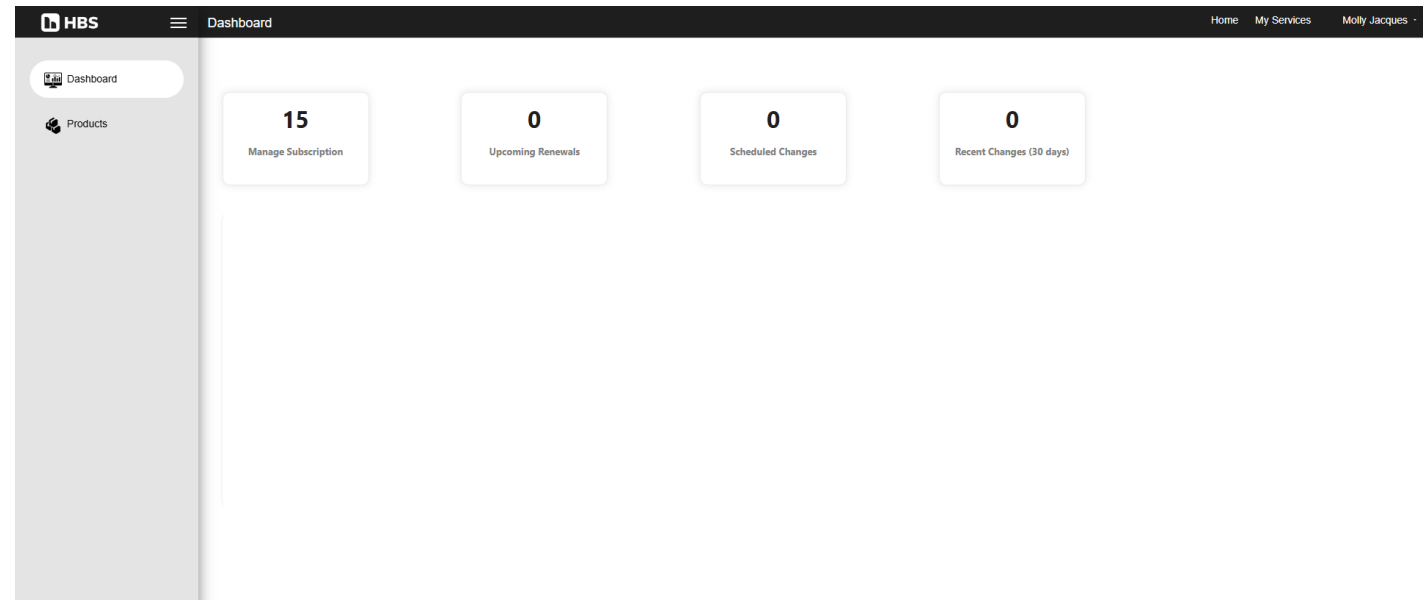 HBS
Dashboard
Home My Services Molly Jacques
Dashboard
Products
15
Manage Subscription
0
Upcoming Renewals
0
Scheduled Changes
0
Recent Changes (30 days)